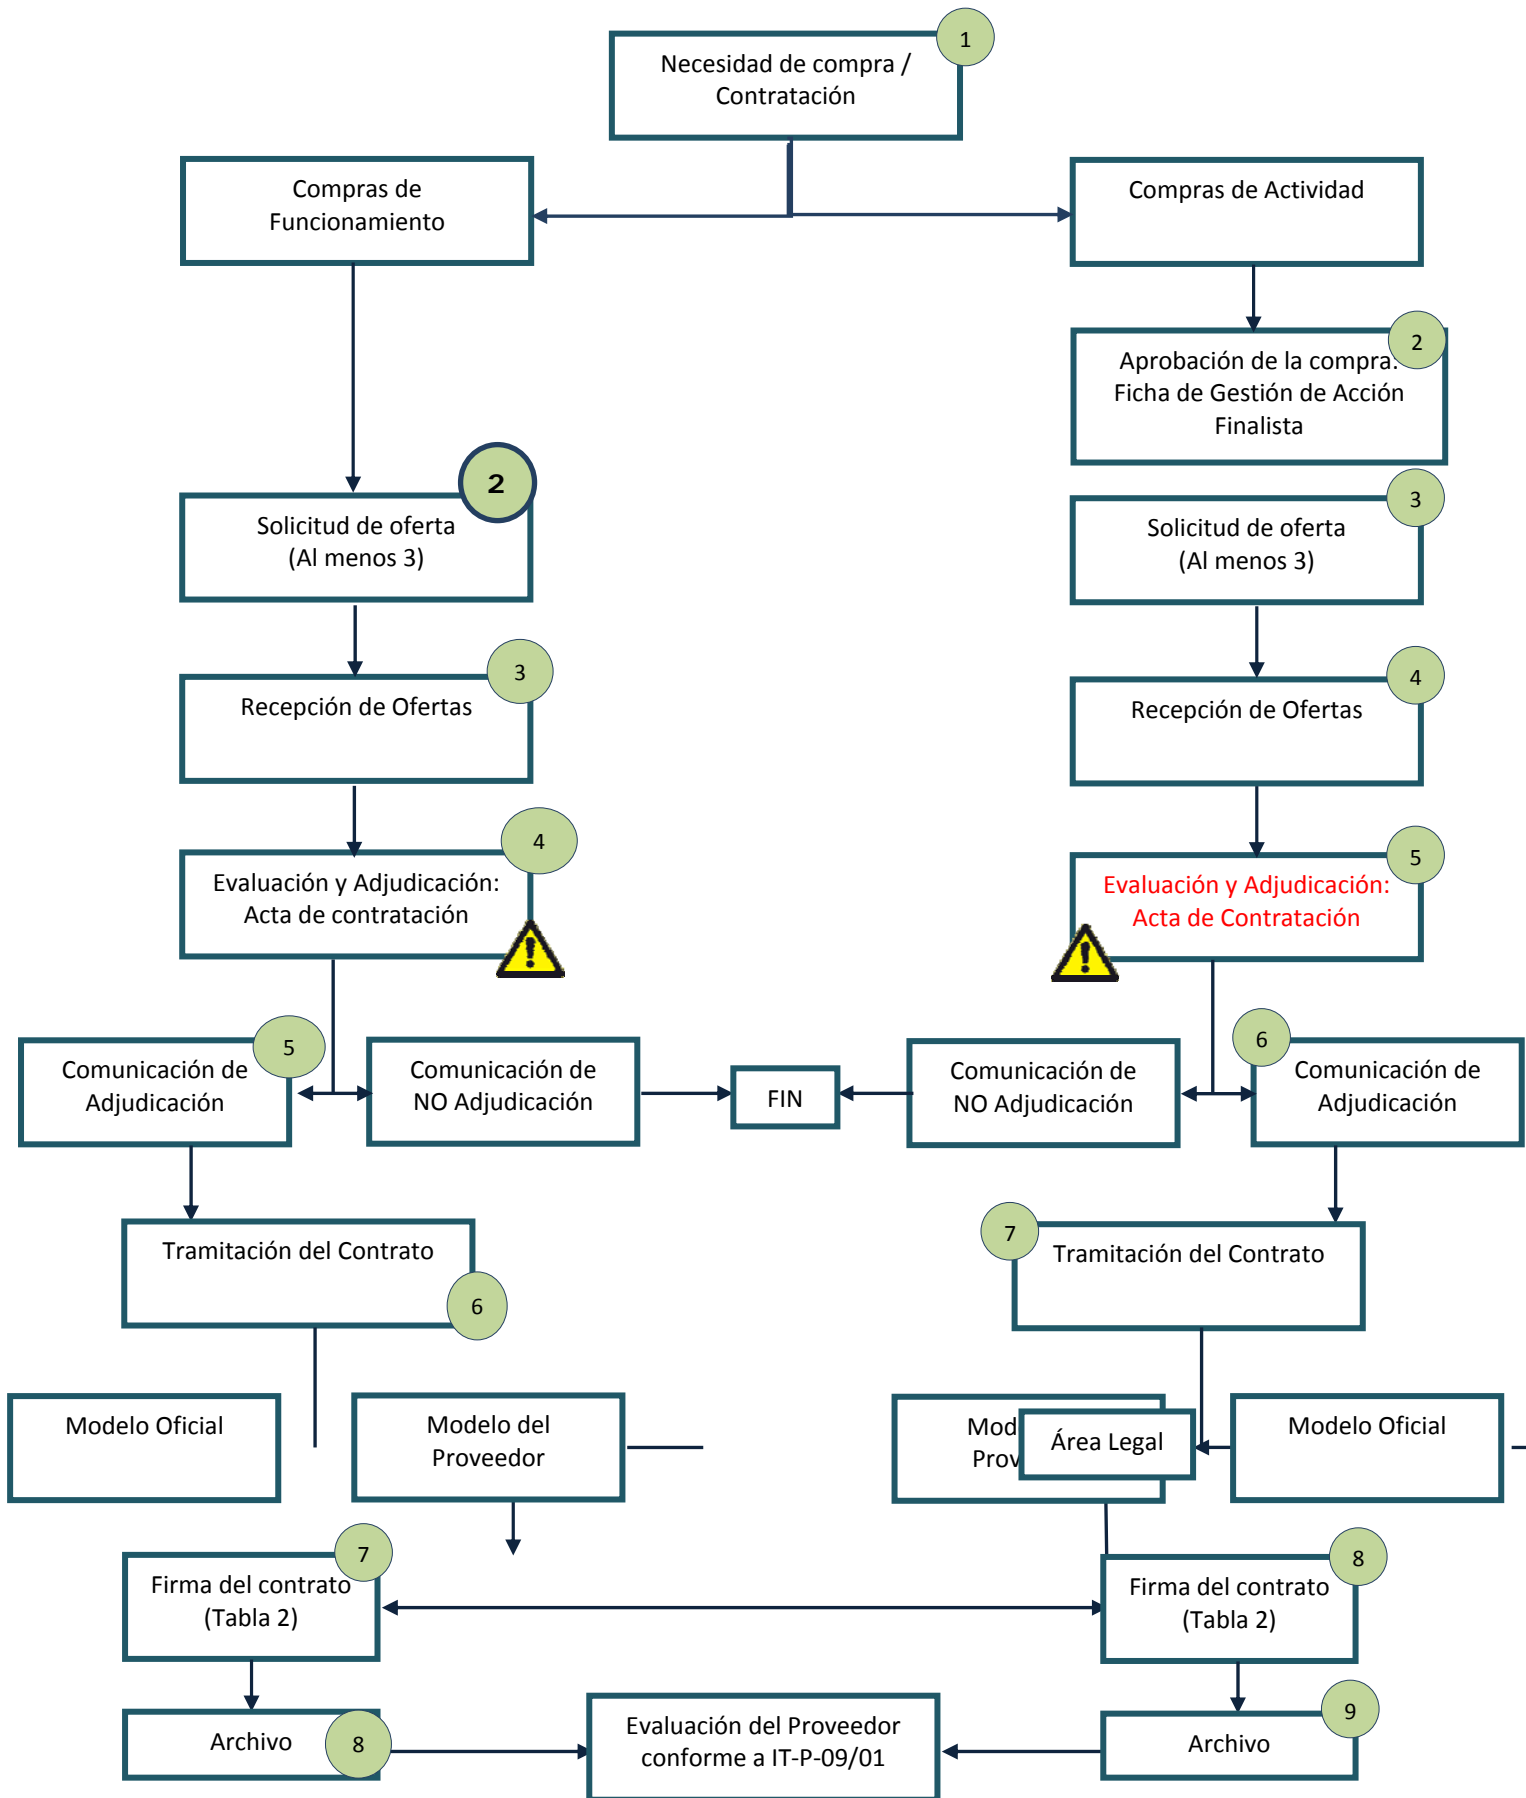 1
Necesidad de compra /
Contratación
Compras de
Funcionamiento
Compras de Actividad
2
Aprobación de la compra:
Ficha de Gestión de Acción
Finalista
2
Solicitud de oferta
(Al menos 3)
3
Solicitud de oferta
(Al menos 3)
3
Recepción de Ofertas
4
Recepción de Ofertas
4
Evaluación y Adjudicación:
Acta de contratación
5
Evaluación y Adjudicación:
Acta de Contratación
5
Comunicación de
Adjudicación
Comunicación de
NO Adjudicación
FIN
Comunicación de
NO Adjudicación
6
Comunicación de
Adjudicación
Tramitación del Contrato
6
7
Tramitación del Contrato
Modelo Oficial
Modelo del
Proveedor
Mod
Prov
Área Legal
Modelo Oficial
7
Firma del contrato
(Tabla 2)
8
Firma del contrato
(Tabla 2)
Archivo
8
Evaluación del Proveedor
conforme a IT-P-09/01
9
Archivo